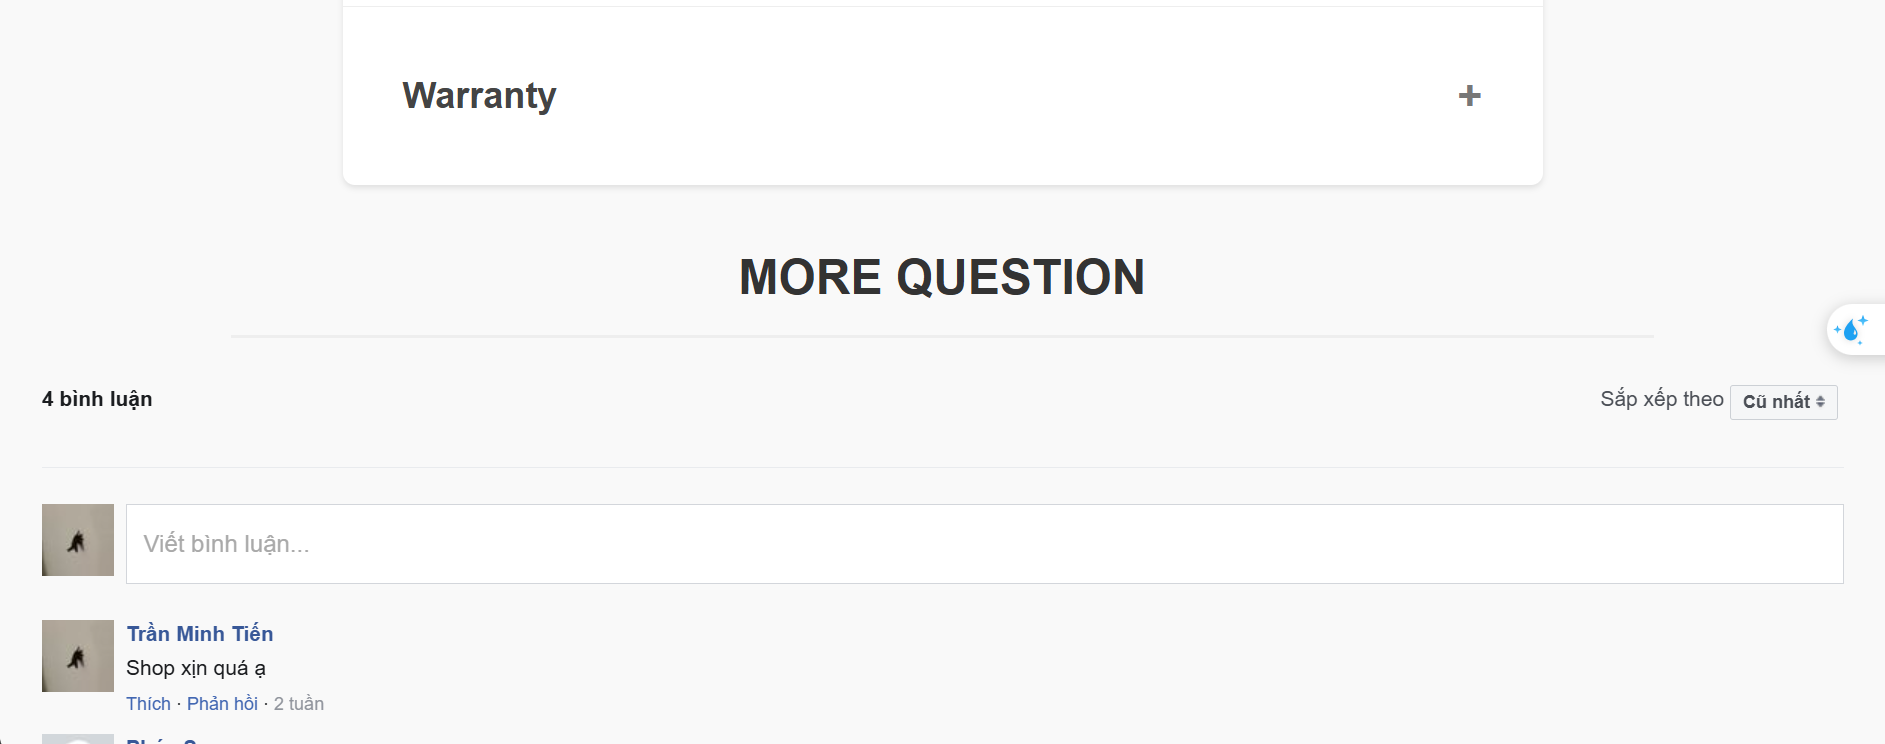 Warranty
+
MORE QUESTION
4 bình luận
Sắp xếp theo Cũ nhất
Viết bình luận...
Trần Minh Tiến
Shop xịn quá ạ
Thích · Phản hồi · 2 tuần